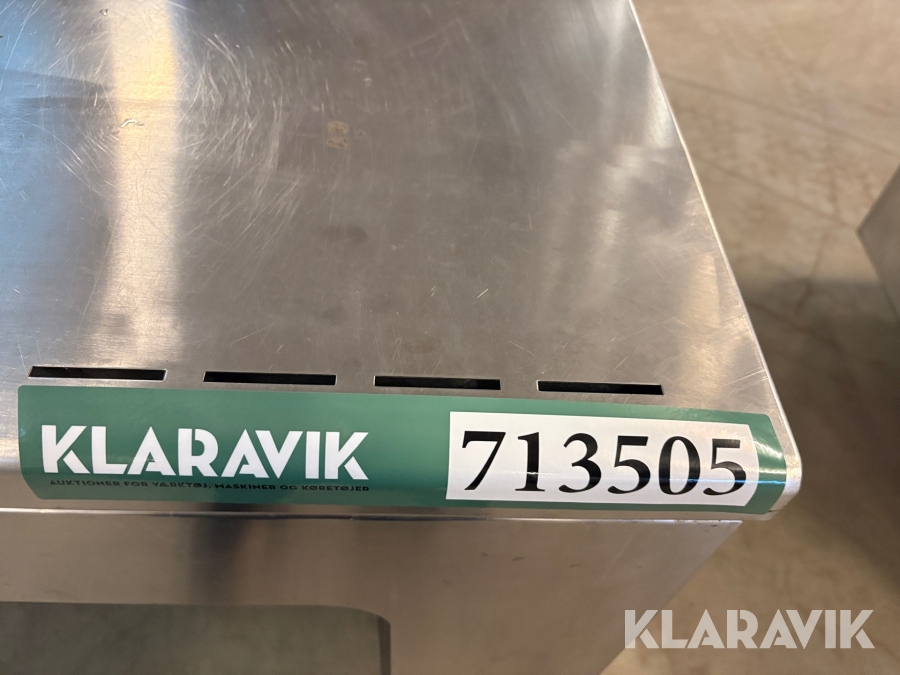 KLARAVIK
AUKTIONER FOR VÆRKTØJ, MASKINER OG KØRETØJER
713505
KLARAVIK